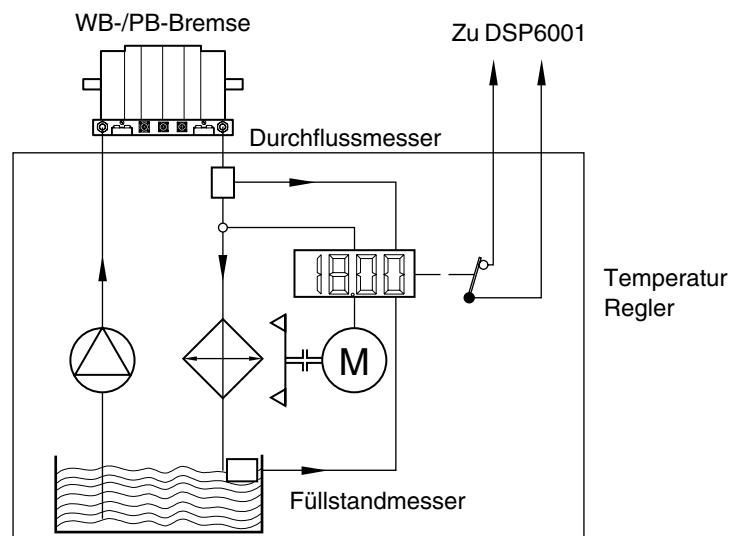 WB-/PB-Bremse
Zu DSP6001
Durchflussmesser
1800
Temperatur
Regler
M
Füllstandmesser